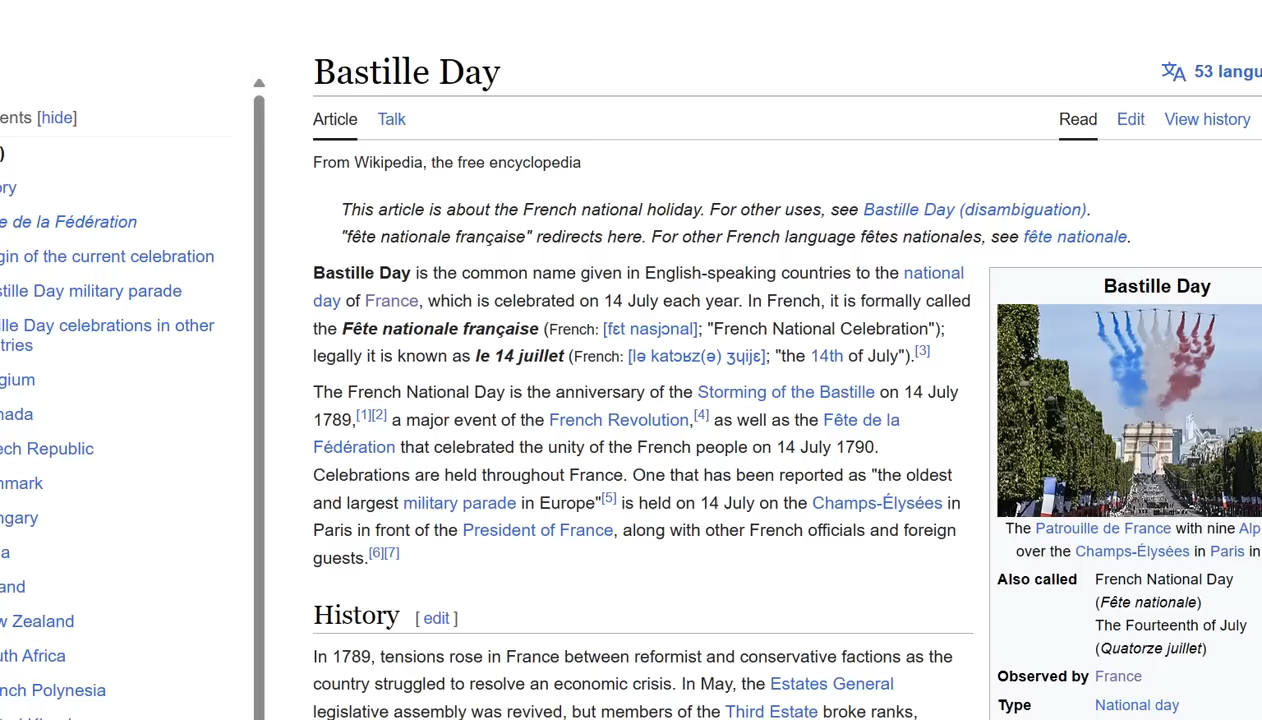 Bastille Day
53 langu
ents [hide]
)
ory
e de la Fédération
gin of the current celebration
stille Day military parade
ille Day celebrations in other
tries
gium
nada
ech Republic
nmark
ngary
a
and
w Zealand
uth Africa
nch Polynesia
Article Talk Read Edit View history
From Wikipedia, the free encyclopedia
This article is about the French national holiday. For other uses, see Bastille Day (disambiguation).
"fête nationale française" redirects here. For other French language fêtes nationales, see fête nationale.
Bastille Day is the common name given in English-speaking countries to the national
day of France, which is celebrated on 14 July each year. In French, it is formally called
the Fête nationale française (French: [fɛt nasjɔnal]; "French National Celebration");
legally it is known as le 14 juillet (French: [lə katɔʁz(ə) ʒɥijɛ]; "the 14th of July").[3]
The French National Day is the anniversary of the Storming of the Bastille on 14 July
1789,[1][2] a major event of the French Revolution,[4] as well as the Fête de la
Fédération that celebrated the unity of the French people on 14 July 1790.
Celebrations are held throughout France. One that has been reported as "the oldest
and largest military parade in Europe"[5] is held on 14 July on the Champs-Élysées in
Paris in front of the President of France, along with other French officials and foreign
guests.[6][7]
History [ edit ]
In 1789, tensions rose in France between reformist and conservative factions as the
country struggled to resolve an economic crisis. In May, the Estates General
legislative assembly was revived, but members of the Third Estate broke ranks,
Bastille Day
The Patrouille de France with nine Alp
over the Champs-Élysées in Paris in
Also called French National Day
(Fête nationale)
The Fourteenth of July
(Quatorze juillet)
Observed by France
Type National day